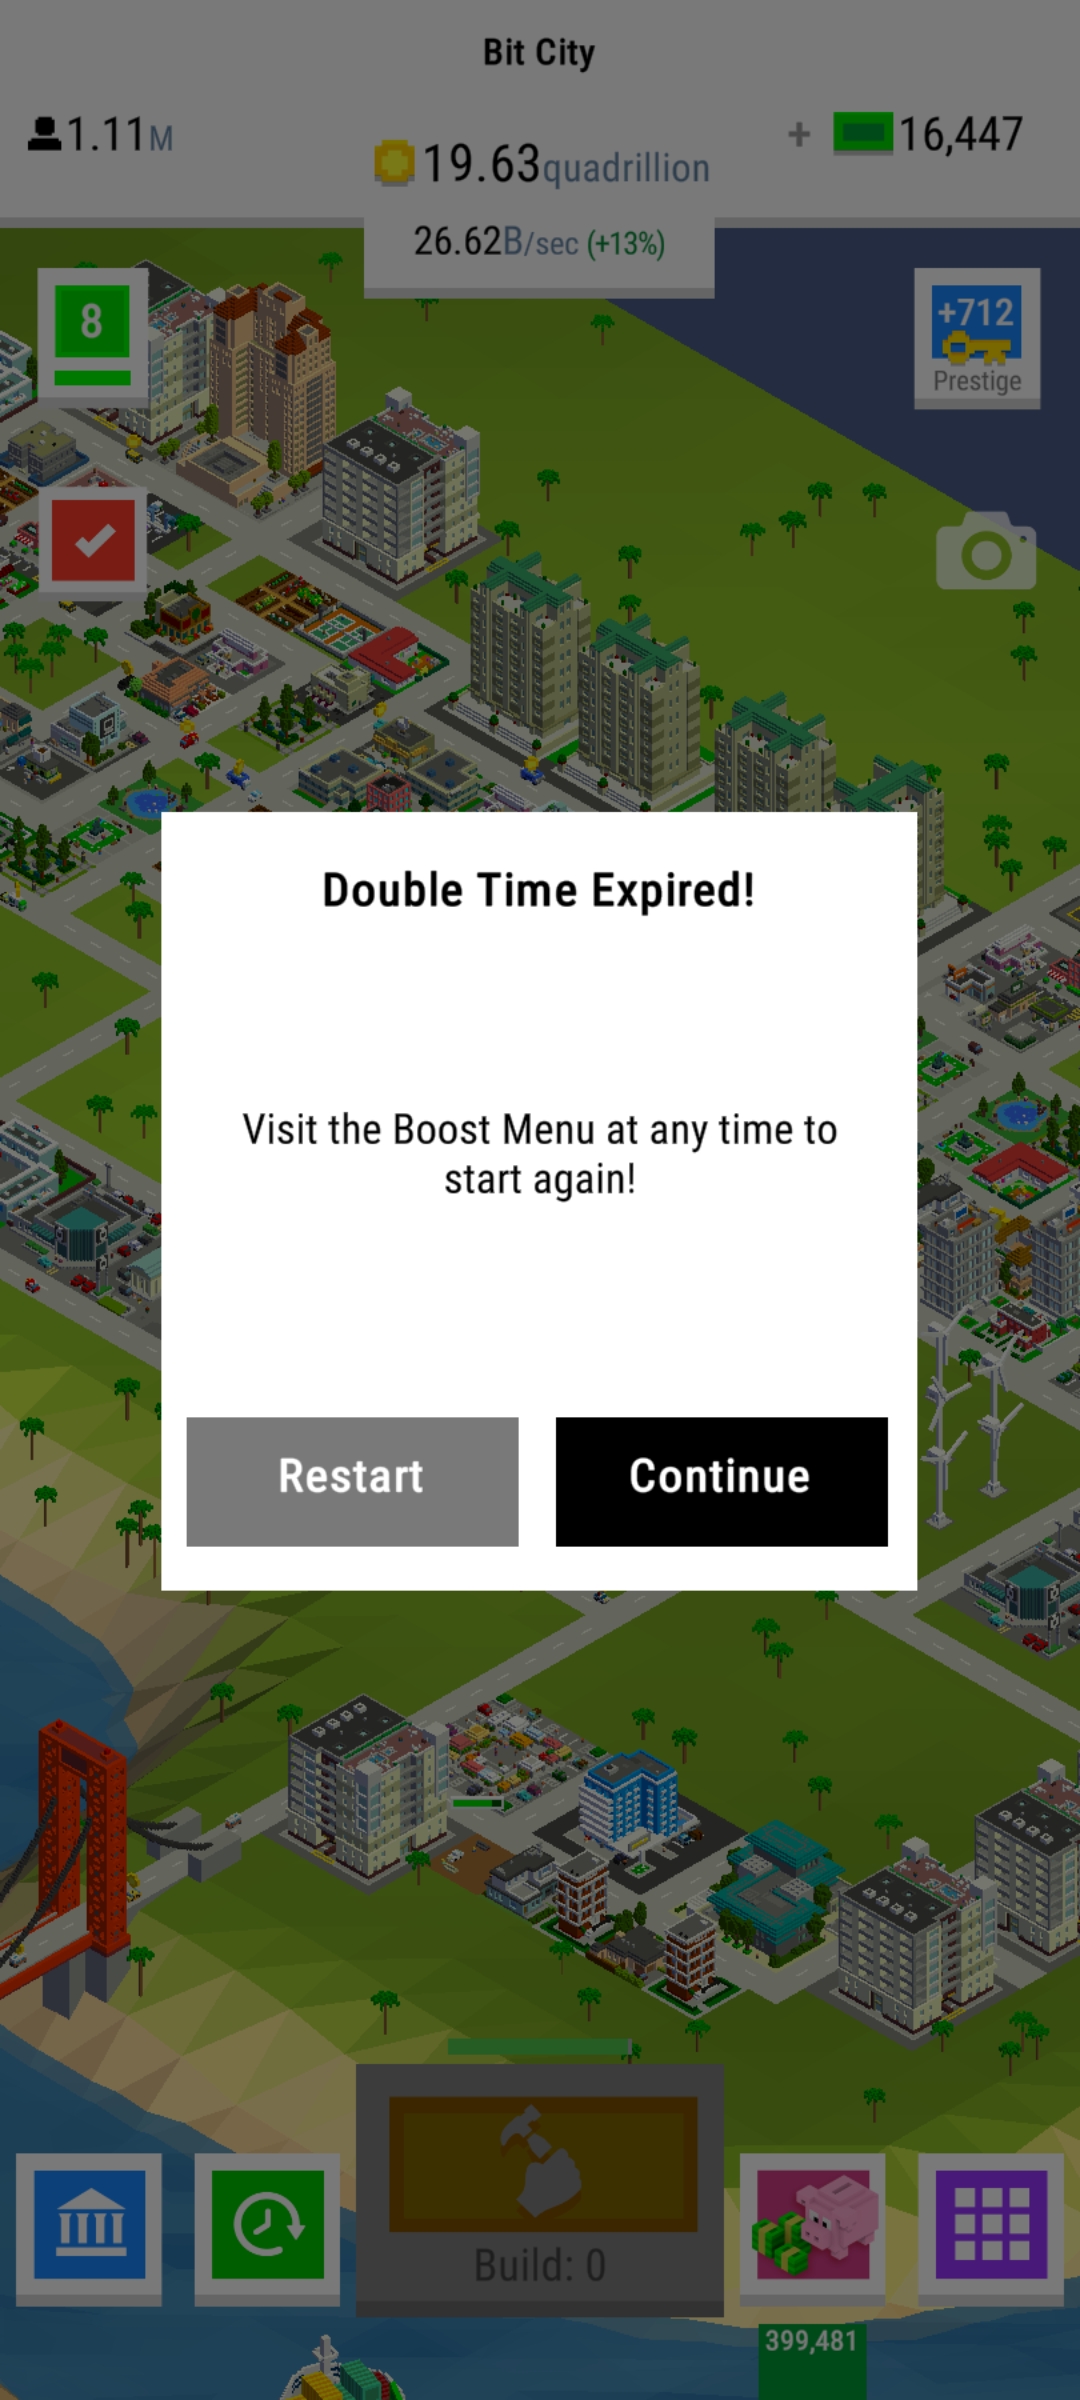 Bit City
1.11M
19.63quadrillion
+ 16,447
26.62B/sec (+13%)
8
+712
Prestige
Double Time Expired!
Visit the Boost Menu at any time to
start again!
Restart
Continue
Build: 0
399,481